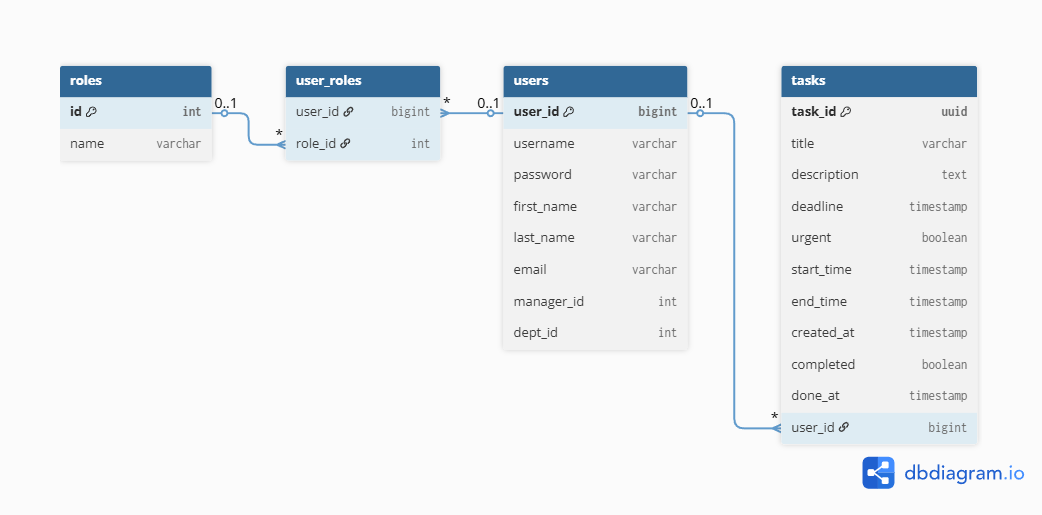 roles
id int
name varchar
0..1
*
user_roles
user_id bigint
role_id int
*
0..1
users
user_id bigint
username varchar
password varchar
first_name varchar
last_name varchar
email varchar
manager_id int
dept_id int
0..1
*
tasks
task_id uuid
title varchar
description text
deadline timestamp
urgent boolean
start_time timestamp
end_time timestamp
created_at timestamp
completed boolean
done_at timestamp
user_id bigint
dbdiagram.io